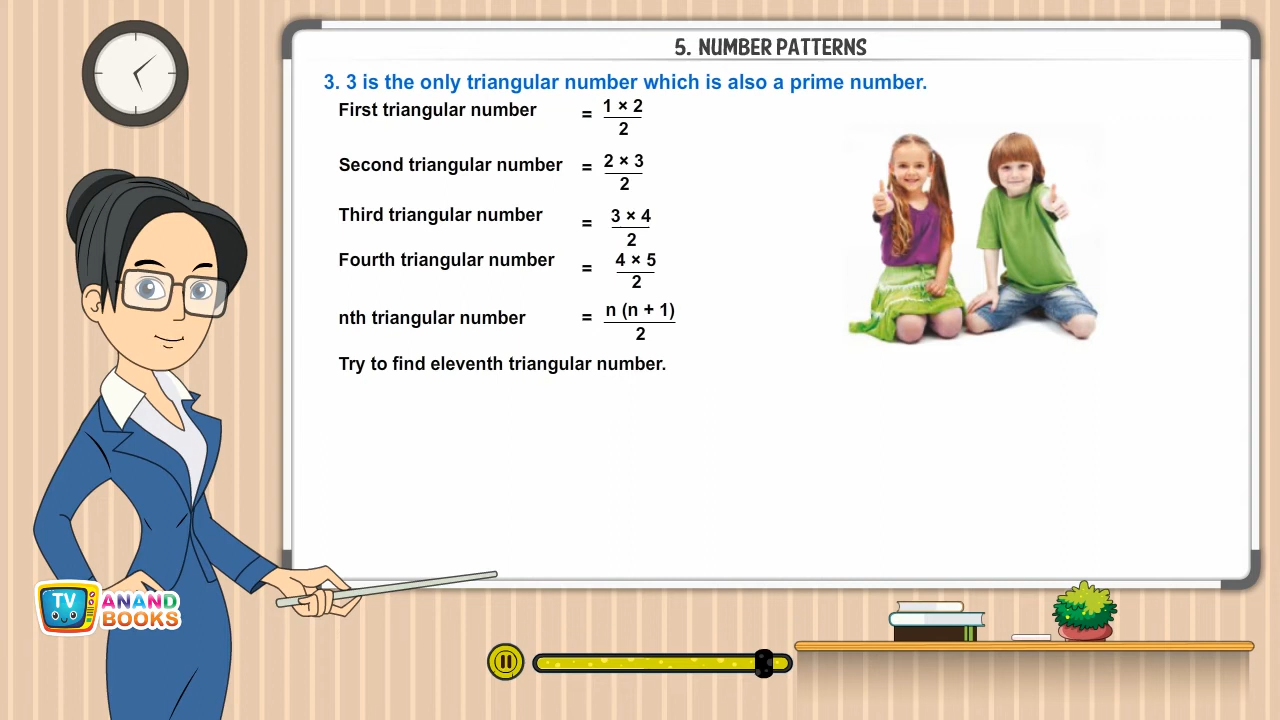 5. NUMBER PATTERNS
3. 3 is the only triangular number which is also a prime number.
First triangular number = 1 × 2
2
Second triangular number = 2 × 3
2
Third triangular number = 3 × 4
2
Fourth triangular number = 4 × 5
2
nth triangular number = n (n + 1)
2
Try to find eleventh triangular number.
TV
ANAND
BOOKS